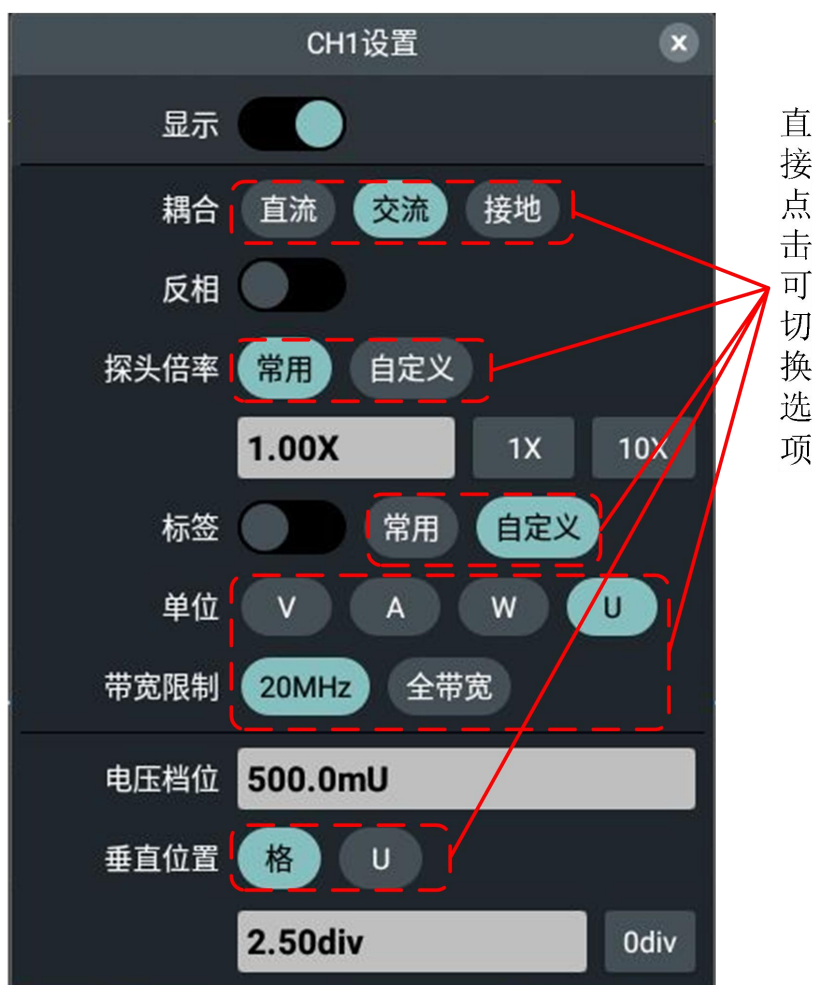 CH1设置
x
显示
耦合 直流 交流 接地
反相
探头倍率 常用 自定义
1.00X 1X 10X
标签 常用 自定义
单位 V A W U
带宽限制 20MHz 全带宽
电压档位 500.0mU
垂直位置 格 U
2.50div 0div
直接点击可切换选项